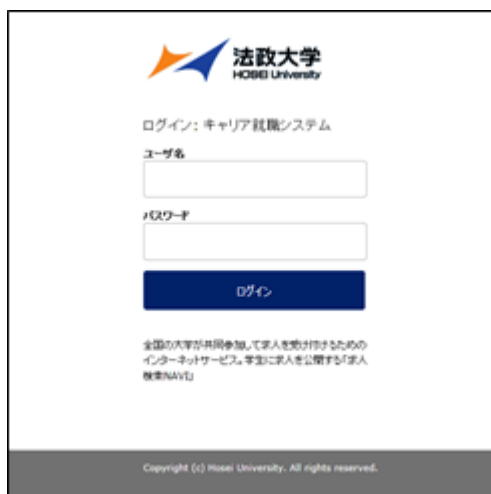 法政大学
HOSEI University
ログイン: キャリア就職システム
ユーザ名
パスワード
ログイン
全国の大学が共同参加して求人を受け付けるための
インターネットサービス。学生に求人を公開する「求人
検索NAVI」
Copyright (c) Hosei University. All rights reserved.